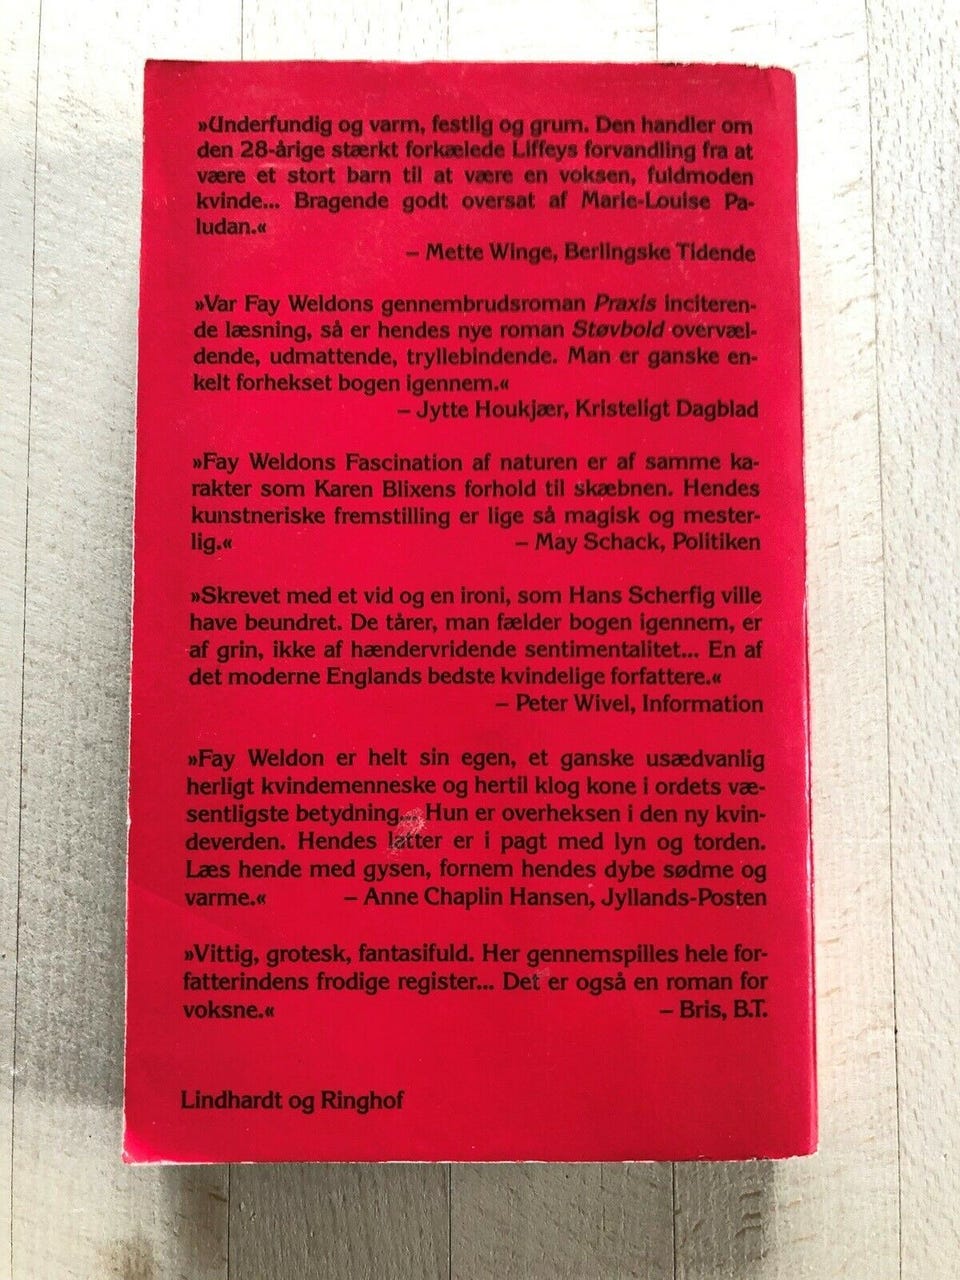 »Underfundig og varm, festlig og grum. Den handler om
den 28-årige stærkt forkælede Liffeys forvandling fra at
være et stort barn til at være en voksen, fuldmoden
kvinde... Bragende godt oversat af Marie-Louise Pa-
ludan.«
– Mette Winge, Berlingske Tidende
»Var Fay Weldons gennembrudsroman Praxis inciteren-
de læsning, så er hendes nye roman Støvbold overvæl-
dende, udmattende, tryllebindende. Man er ganske en-
kelt forhekset bogen igennem.«
– Jytte Houkjær, Kristeligt Dagblad
»Fay Weldons Fascination af naturen er af samme ka-
rakter som Karen Blixens forhold til skæbnen. Hendes
kunstneriske fremstilling er lige så magisk og mester-
lig.« – May Schack, Politiken
»Skrevet med et vid og en ironi, som Hans Scherfig ville
have beundret. De tårer, man fælder bogen igennem, er
af grin, ikke af hændervridende sentimentalitet... En af
det moderne Englands bedste kvindelige forfattere.«
– Peter Wivel, Information
»Fay Weldon er helt sin egen, et ganske usædvanlig
herligt kvindemenneske og hertil klog kone i ordets væ-
sentligste betydning... Hun er overheksen i den ny kvin-
deverden. Hendes latter er i pagt med lyn og torden.
Læs hende med gysen, fornem hendes dybe sødme og
varme.« – Anne Chaplin Hansen, Jyllands-Posten
»Vittig, grotesk, fantasifuld. Her gennemspilles hele for-
fatterindens frodige register... Det er også en roman for
voksne.« – Bris, B.T.
Lindhardt og Ringhof